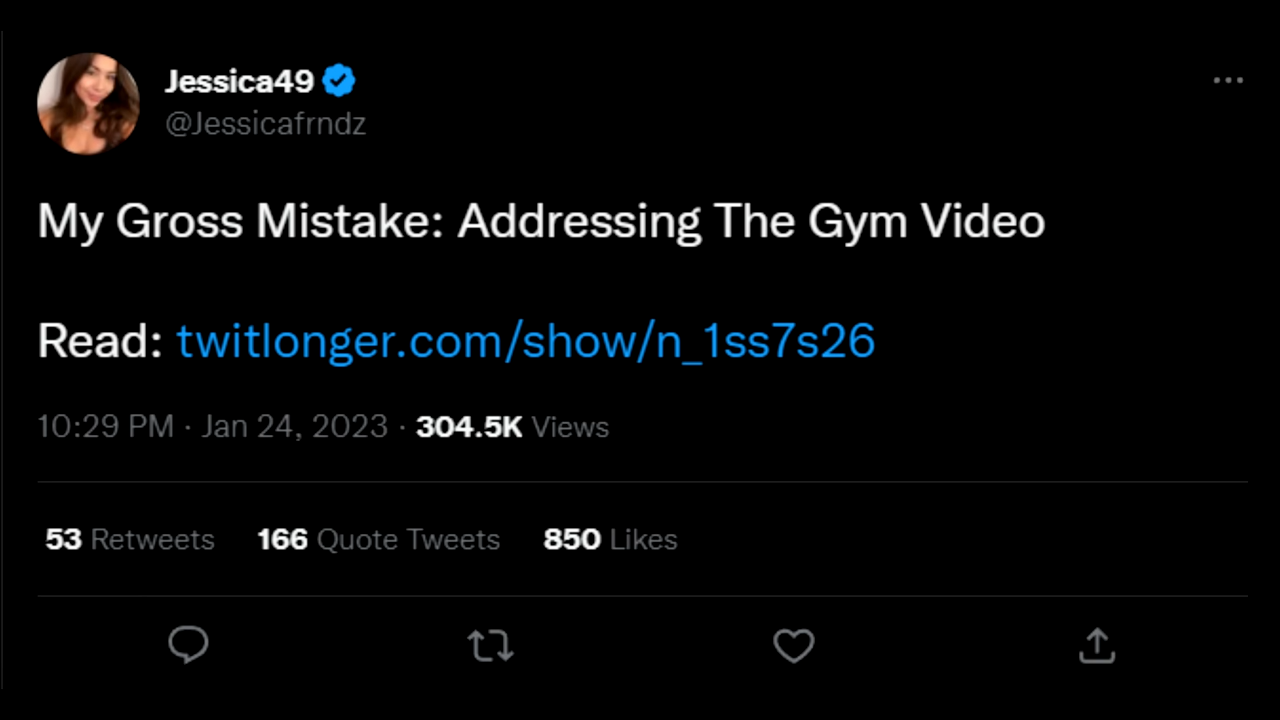 Jessica49
@Jessicafrndz
My Gross Mistake: Addressing The Gym Video
Read: twitlonger.com/show/n_1ss7s26
10:29 PM · Jan 24, 2023 · 304.5K Views
53 Retweets 166 Quote Tweets 850 Likes